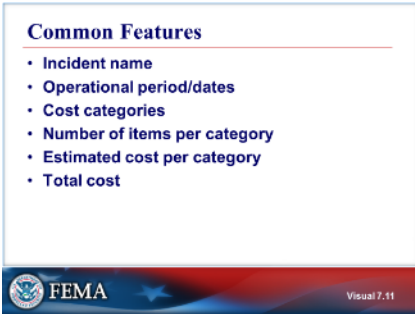 Common Features
• Incident name
• Operational period/dates
• Cost categories
• Number of items per category
• Estimated cost per category
• Total cost
FEMA
Visual 7.11